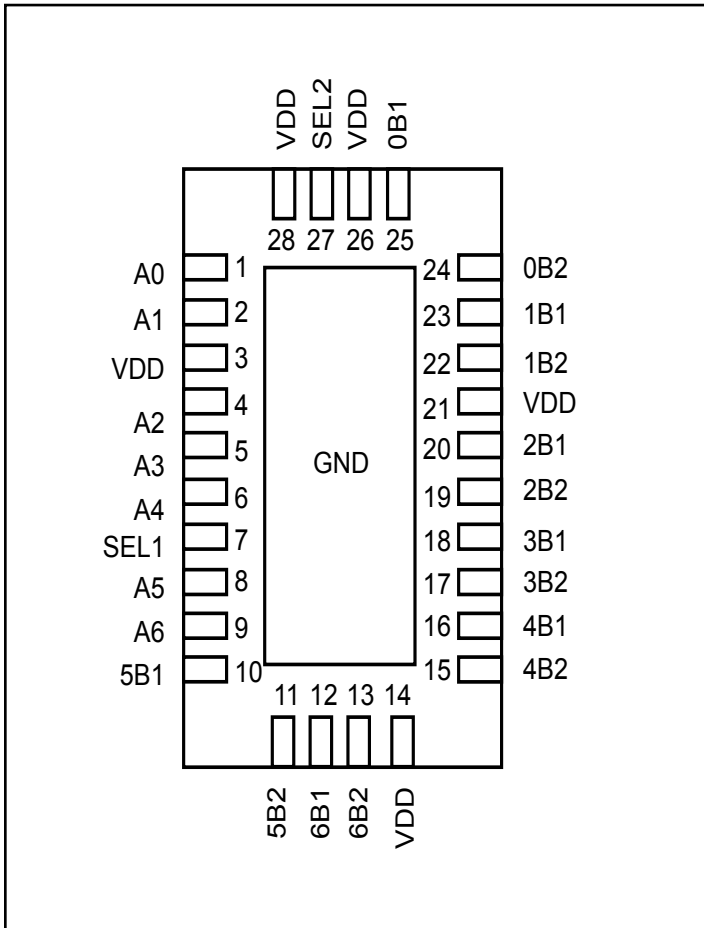 VDD SEL2 VDD 0B1
28 27 26 25
A0 1 24 0B2
A1 2 23 1B1
VDD 3 22 1B2
A2 4 21 VDD
A3 5 20 2B1
A4 6 19 2B2
SEL1 7 18 3B1
A5 8 17 3B2
A6 9 16 4B1
5B1 10 15 4B2
GND
11 12 13 14
5B2 6B1 6B2 VDD